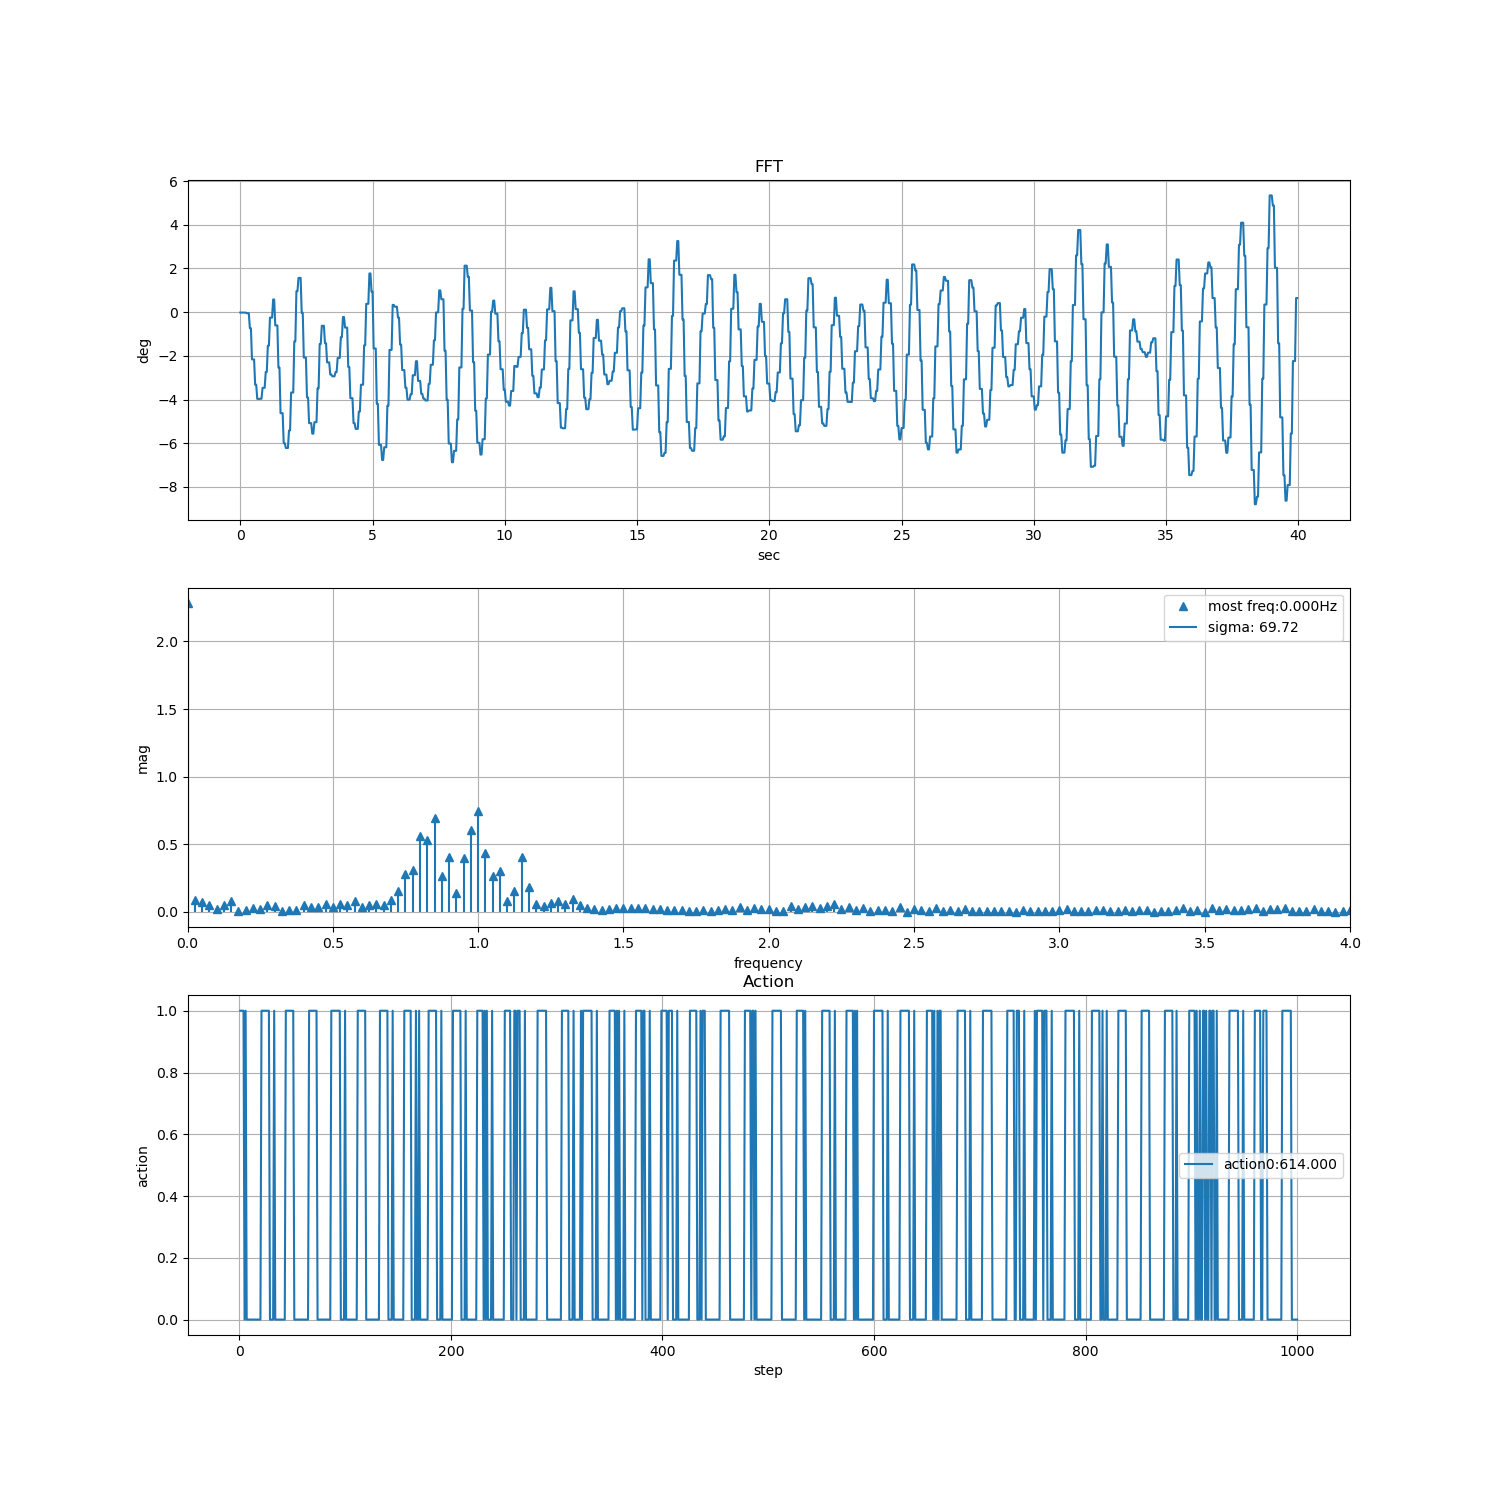 FFT
6
4
2
0
−2
−4
−6
−8
deg
0 5 10 15 20 25 30 35 40
sec
most freq:0.000Hz
sigma: 69.72
2.0
1.5
1.0
0.5
0.0
mag
0.0 0.5 1.0 1.5 2.0 2.5 3.0 3.5 4.0
frequency
Action
1.0
0.8
0.6
0.4
0.2
0.0
action
action0:614.000
0 200 400 600 800 1000
step